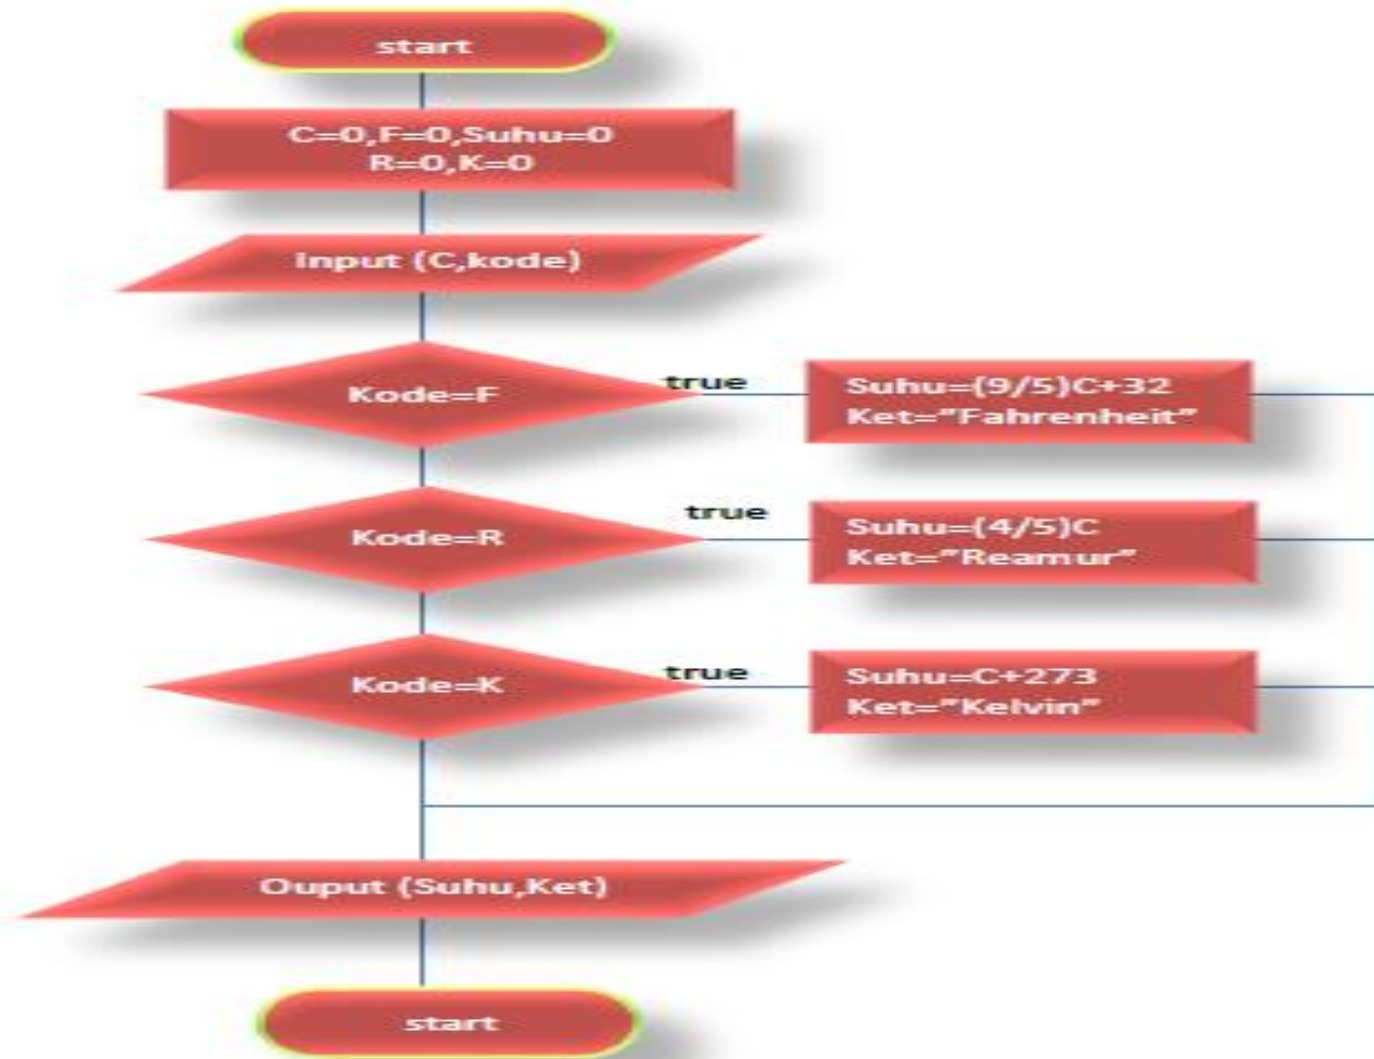 start
C=0,F=0,Suhu=0
R=0,K=0
Input (C,kode)
Kode=F
true
Suhu=(9/5)C+32
Ket="Fahrenheit"
Kode=R
true
Suhu=(4/5)C
Ket="Reamur"
Kode=K
true
Suhu=C+273
Ket="Kelvin"
Ouput (Suhu,Ket)
start